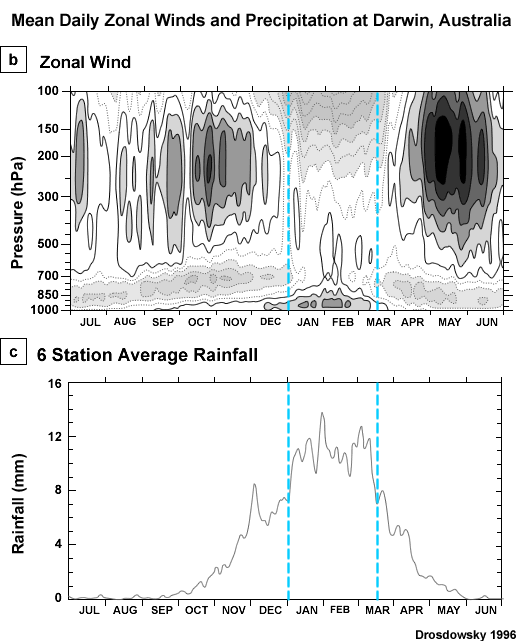 Mean Daily Zonal Winds and Precipitation at Darwin, Australia
b Zonal Wind
Pressure (hPa)
100
150
200
300
500
700
850
1000
JUL AUG SEP OCT NOV DEC JAN FEB MAR APR MAY JUN
c 6 Station Average Rainfall
Rainfall (mm)
16
12
8
4
0
JUL AUG SEP OCT NOV DEC JAN FEB MAR APR MAY JUN
Drosdowsky 1996